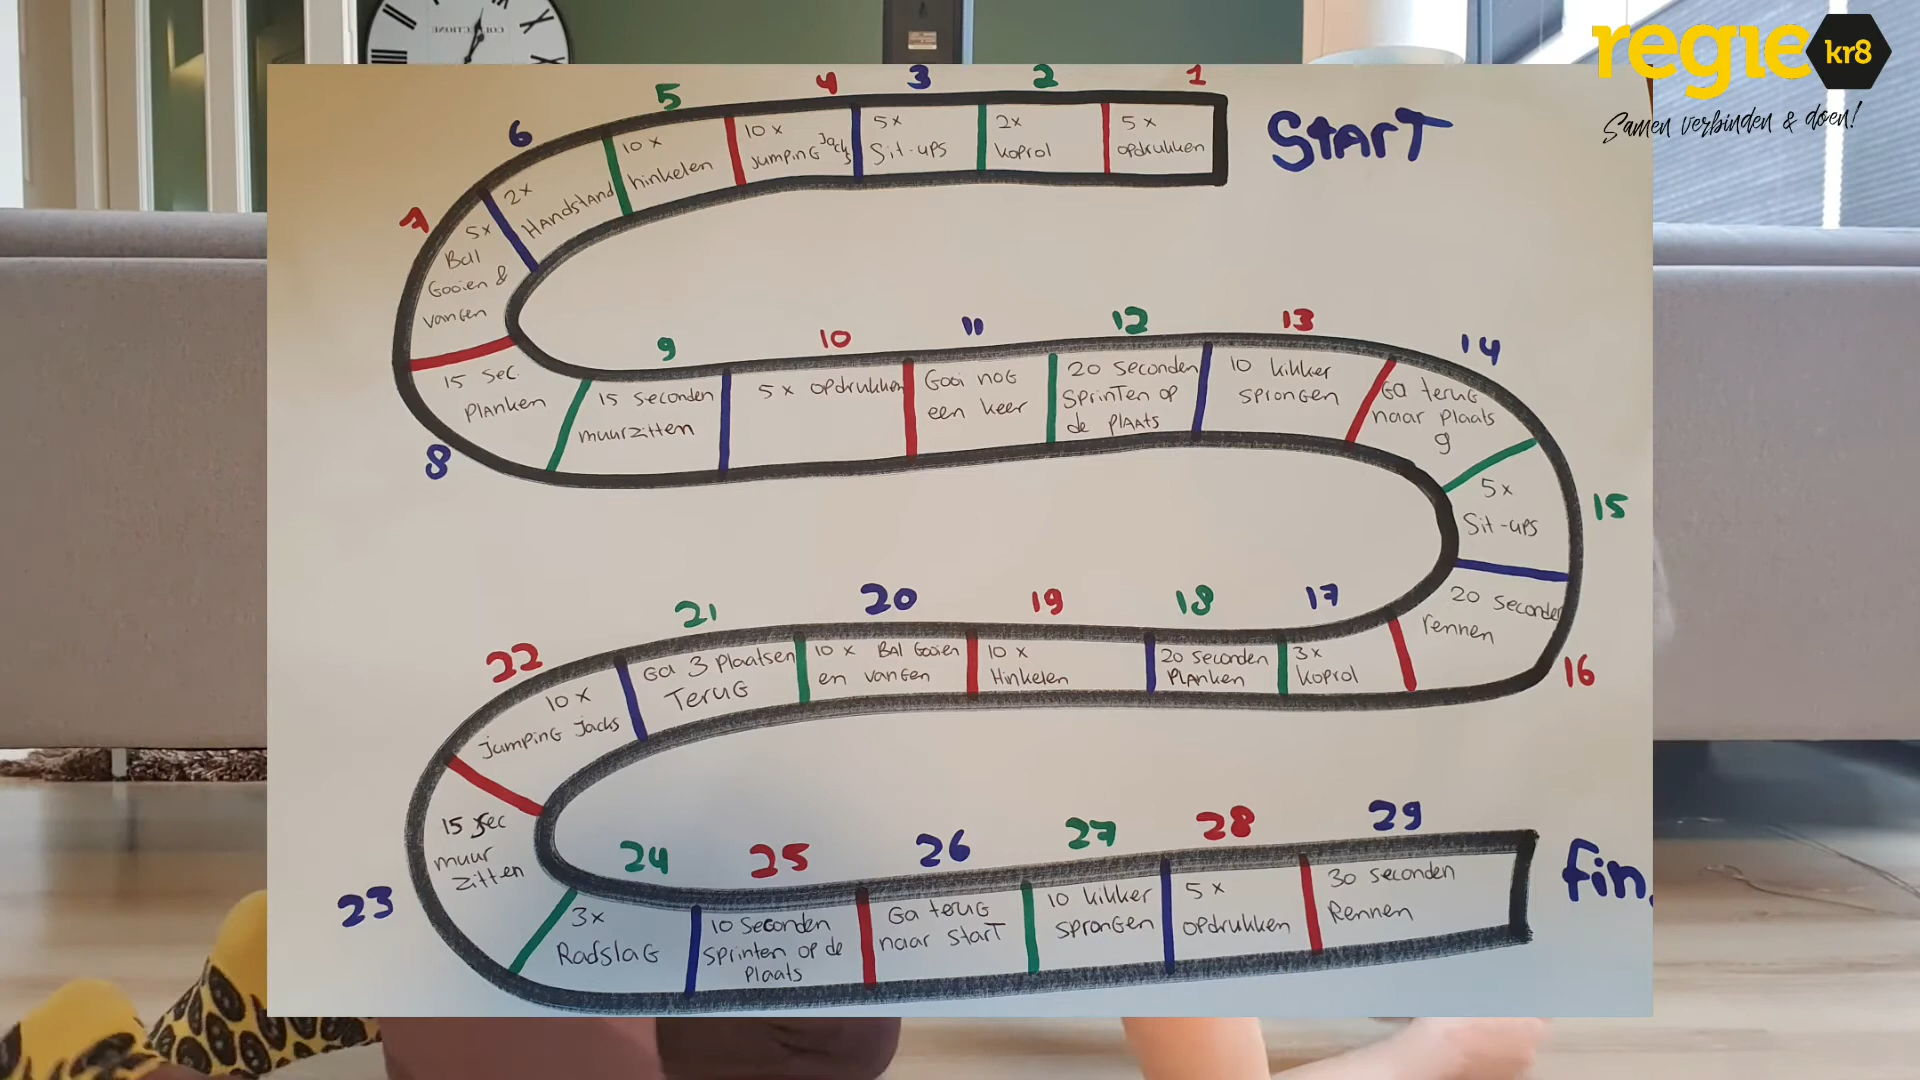 regie kr8
Samen verbinden & doen!
START
1
5x
opdrukken
2
2x
koprol
3
5x
Sit-ups
4
10 x
jumping Jacks
5
10 x
hinkelen
6
2x
Handstand
7
5x
Bal
Gooien &
vangen
8
15 sec.
planken
9
15 seconden
muurzitten
10
5 x opdrukken
11
Gooi nog
een keer
12
20 seconden
sprinten op
de plaats
13
10 kikker
sprongen
14
Ga terug
naar plaats
9
15
5x
Sit-ups
16
20 seconden
rennen
17
3x
koprol
18
20 seconden
planken
19
10 x
Hinkelen
20
10 x Bal Gooien
en vangen
21
Ga 3 plaatsen
Terug
22
10 x
jumping jacks
23
15 sec
muur
zitten
24
3x
Radslag
25
10 seconden
sprinten op de
plaats
26
Ga terug
naar start
27
10 kikker
sprongen
28
5 x
opdrukken
29
30 seconden
Rennen
Fin